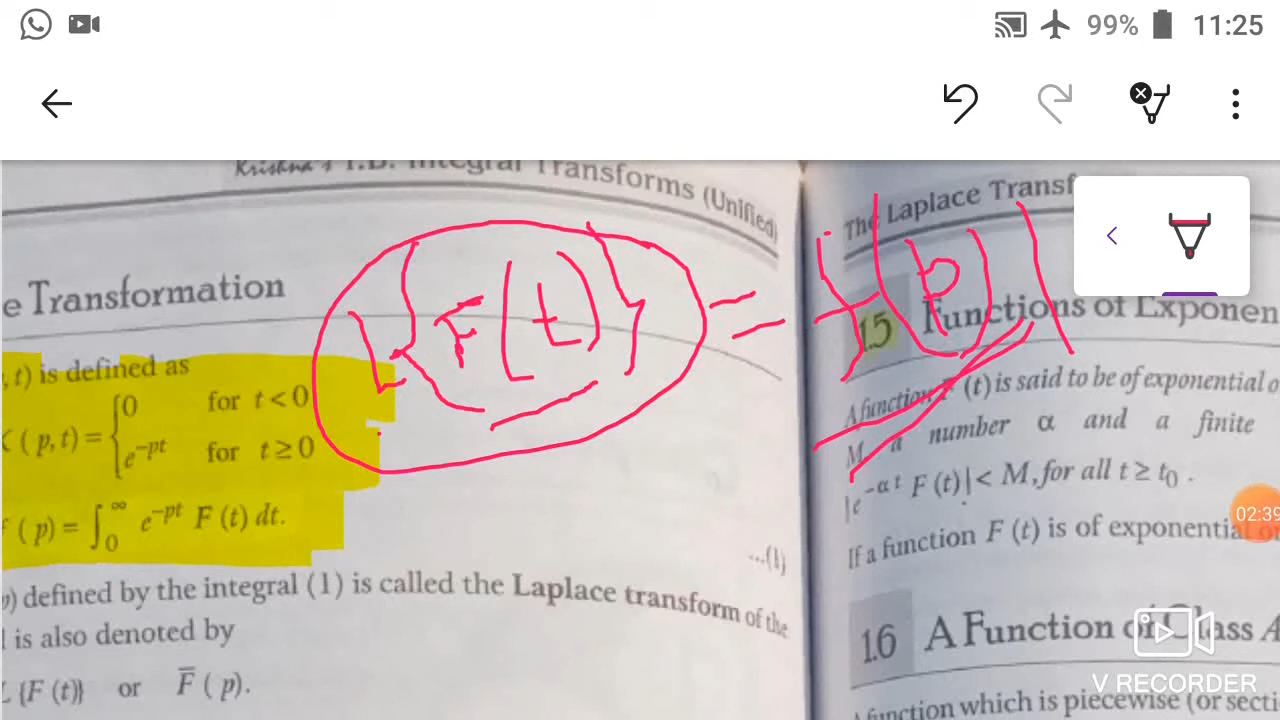 99% 11:25
Krishna's T.B. Integral Transforms (Unified)
e Transformation
, t) is defined as
K (p, t) = {0 for t < 0
e^{-pt} for t ≥ 0
f (p) = ∫_0^∞ e^{-pt} F (t) dt.
...(1)
) defined by the integral (1) is called the Laplace transform of the
l is also denoted by
L {F (t)} or F̅ (p).
L{F(t)} = f(p)
The Laplace Transf
1.5 Functions of Exponen
A function F (t) is said to be of exponential o
M a number α and a finite
|e^{-αt} F (t)| < M, for all t ≥ t_0 .
If a function F (t) is of exponential or
1.6 A Function of Class A
A function which is piecewise (or secti
02:39
V RECORDER